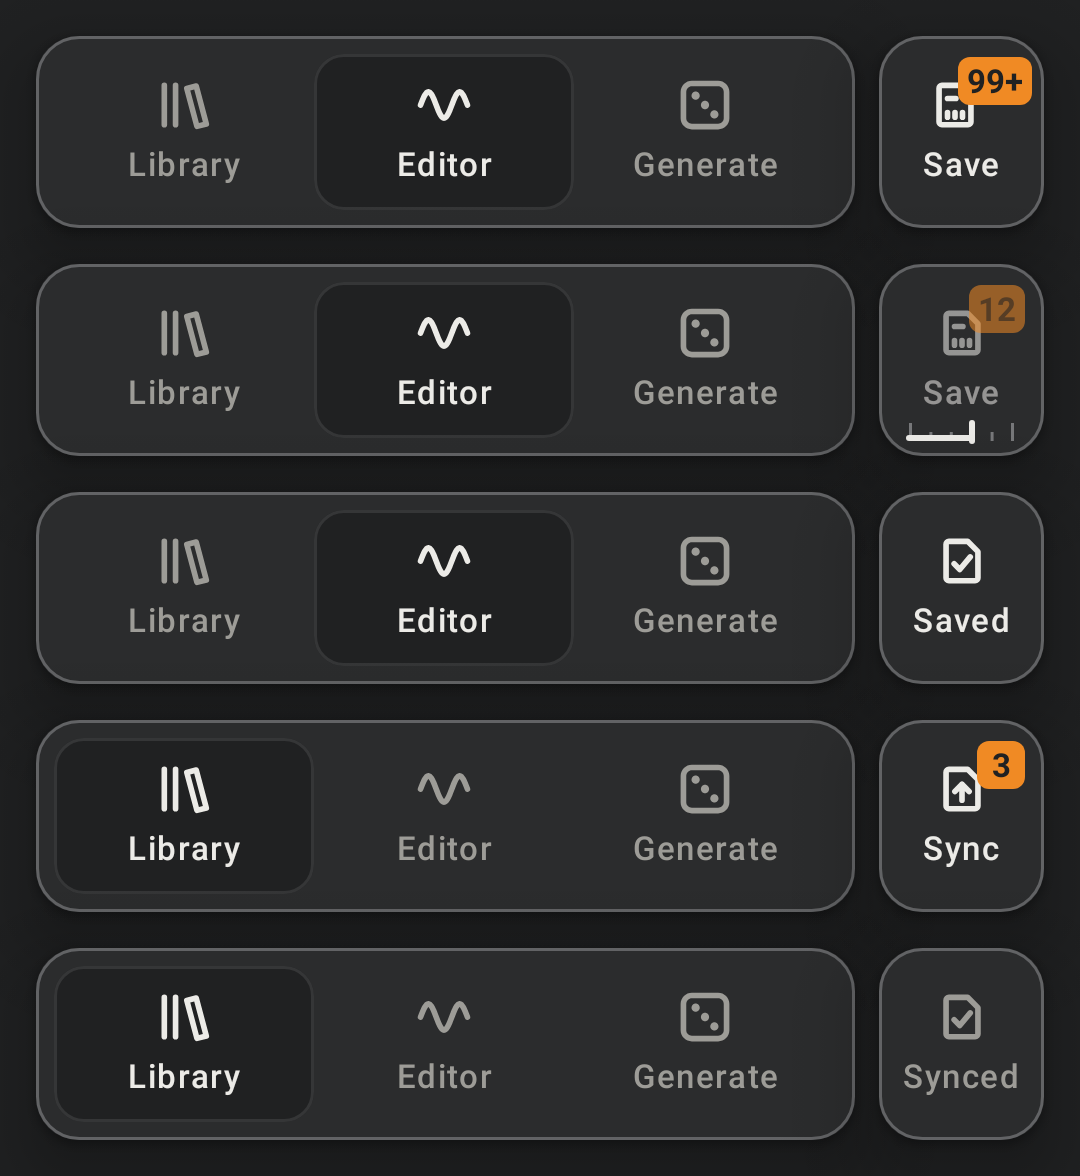 99+
Library Editor Generate Save
12
Library Editor Generate Save
Library Editor Generate Saved
3
Library Editor Generate Sync
Library Editor Generate Synced